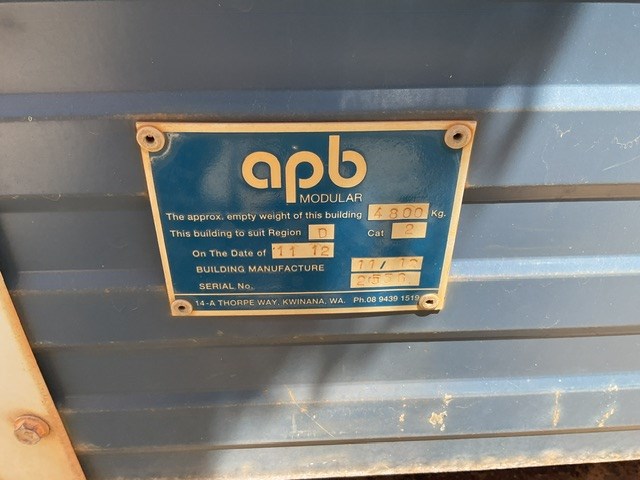 apb
MODULAR
The approx. empty weight of this building 4800 Kg.
This building to suit Region D Cat 2
On The Date of 11 12
BUILDING MANUFACTURE 11/
SERIAL No.
14-A THORPE WAY, KWINANA, WA. Ph.08 9439 1519